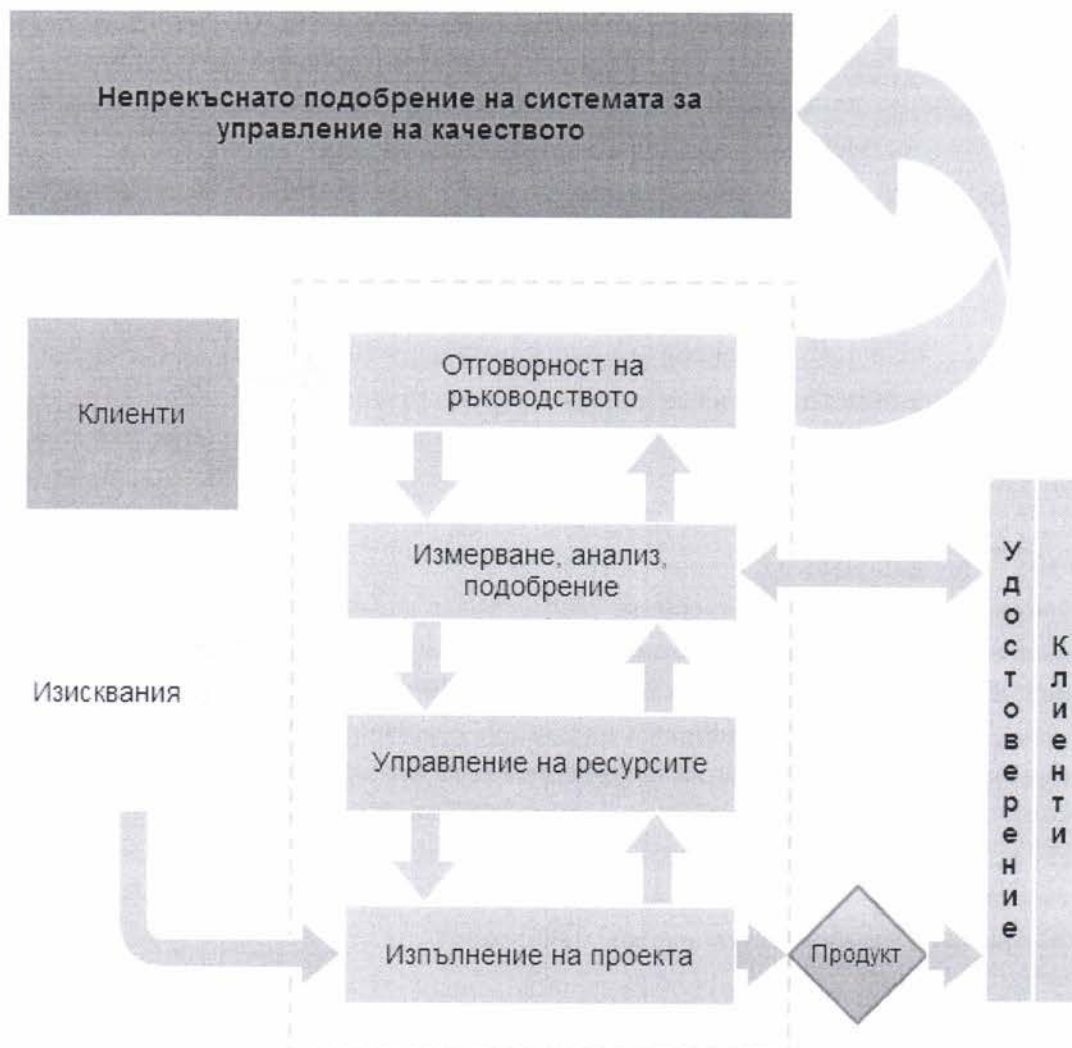 Непрекъснато подобрение на системата за
управление на качеството
Клиенти
Отговорност на
ръководството
Измерване, анализ,
подобрение
Изисквания
Управление на ресурсите
Изпълнение на проекта
Продукт
Удостоверение
Клиенти